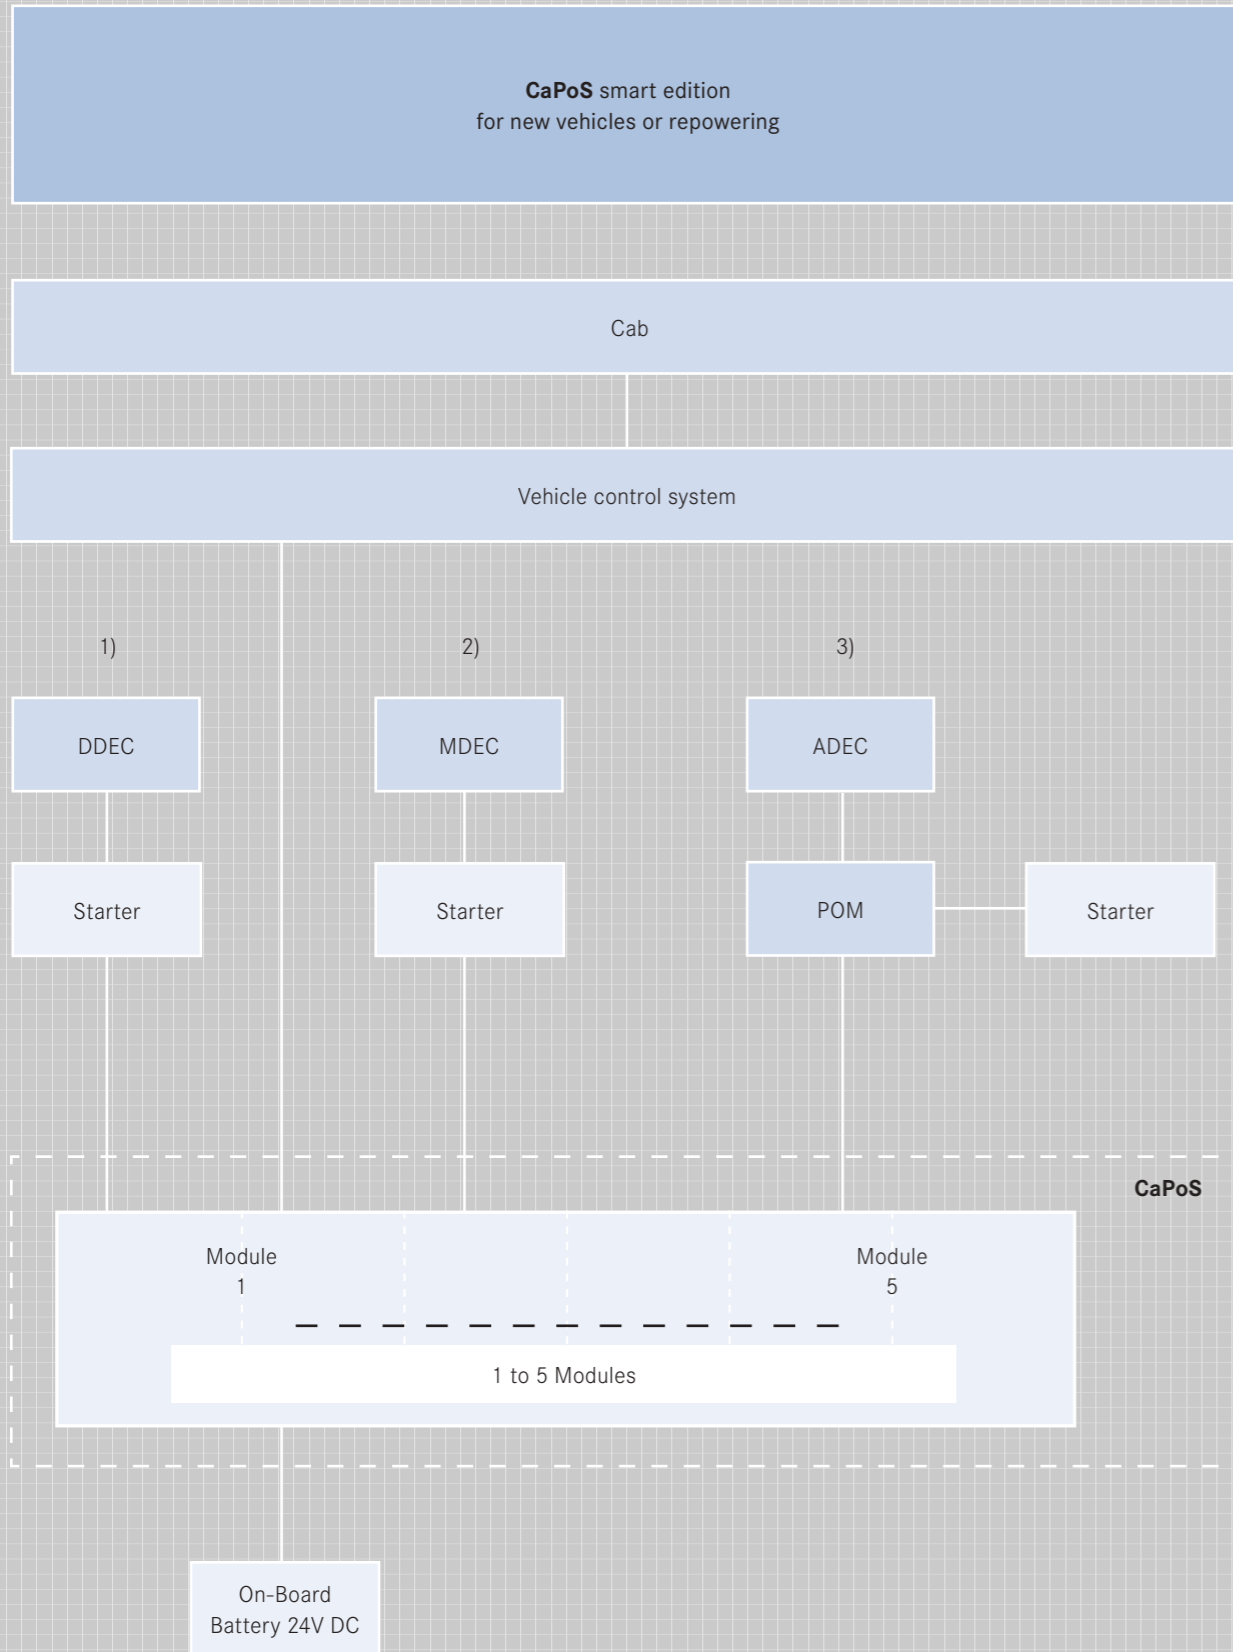 CaPoS smart edition
for new vehicles or repowering
Cab
Vehicle control system
1)
2)
3)
DDEC
MDEC
ADEC
Starter
Starter
POM
Starter
CaPoS
Module
1
Module
5
1 to 5 Modules
On-Board
Battery 24V DC